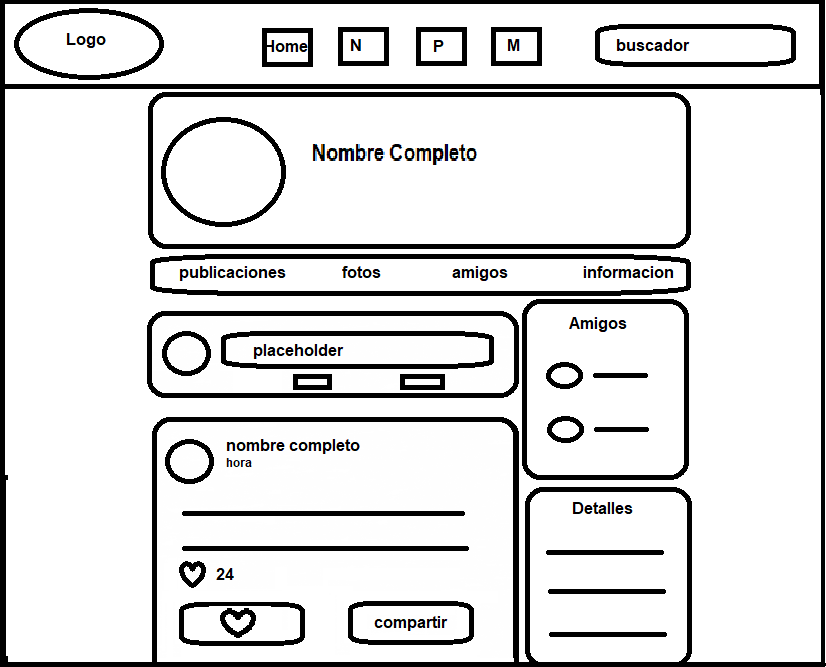 Logo
Home
N
P
M
buscador
Nombre Completo
publicaciones fotos amigos informacion
placeholder
Amigos
nombre completo
hora
24
compartir
Detalles